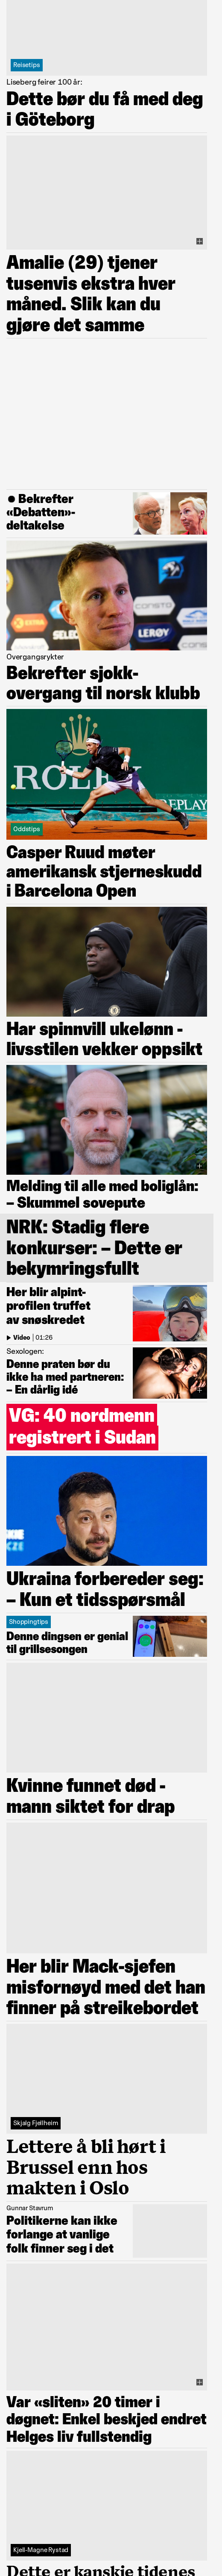 Reisetips
Liseberg feirer 100 år:
Dette bør du få med deg
i Göteborg
Amalie (29) tjener
tusenvis ekstra hver
måned. Slik kan du
gjøre det samme
Bekrefter
«Debatten»-
deltakelse
EXTRA
SELE
CONSTO
LERØY
Overgangsrykter
Bekrefter sjokk-
overgang til norsk klubb
ROLEX
REPLAY
Oddstips
Casper Ruud møter
amerikansk stjerneskudd
i Barcelona Open
Har spinnvill ukelønn -
livsstilen vekker oppsikt
Melding til alle med boliglån:
– Skummel sovepute
NRK: Stadig flere
konkurser: – Dette er
bekymringsfullt
Her blir alpint-
profilen truffet
av snøskredet
Video | 01:26
Sexologen:
Denne praten bør du
ikke ha med partneren:
– En dårlig idé
VG: 40 nordmenn
registrert i Sudan
Ukraina forbereder seg:
– Kun et tidsspørsmål
Shoppingtips
Denne dingsen er genial
til grillsesongen
Kvinne funnet død -
mann siktet for drap
Her blir Mack-sjefen
misfornøyd med det han
finner på streikebordet
Skjalg Fjellheim
Lettere å bli hørt i
Brussel enn hos
makten i Oslo
Gunnar Stavrum
Politikerne kan ikke
forlange at vanlige
folk finner seg i det
Var «sliten» 20 timer i
døgnet: Enkel beskjed endret
Helges liv fullstendig
Kjell-Magne Rystad
Dette er kanskje tidenes